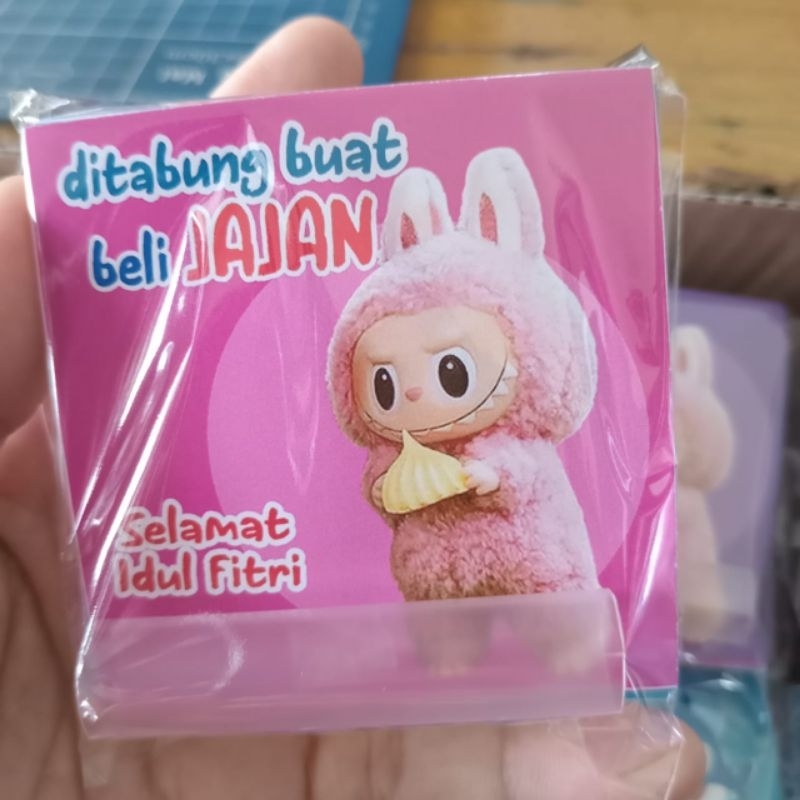 ditabung buat
beli JAJAN
Selamat
Idul Fitri